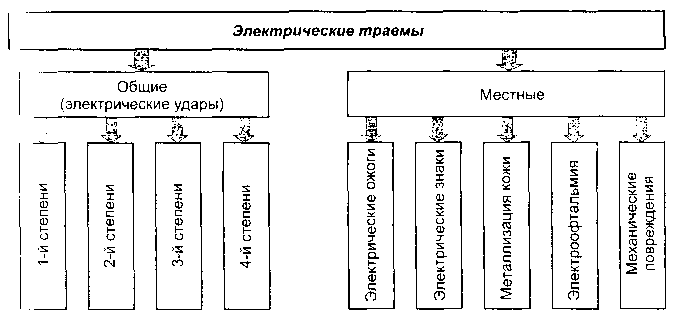 Электрические травмы
Общие
(электрические удары)
Местные
1-й степени
2-й степени
3-й степени
4-й степени
Электрические ожоги
Электрические знаки
Металлизация кожи
Электроофтальмия
Механические
повреждения